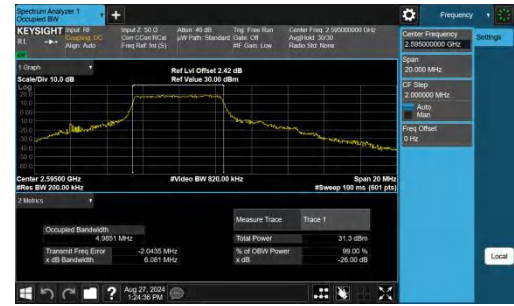 Spectrum Analyzer 1
Occupied BW
+
Frequency
KEYSIGHT
Input: RF
Input Z: 50 Ω
Atten: 40 dB
Trig: Free Run
Center Freq: 2.595000000 GHz
RL
Coupling: DC
Corr CCorr RCal
µW Path: Standard
Gate: Off
Avg|Hold: 30/30
Align: Auto
Freq Ref: Int (S)
#IF Gain: Low
Radio Std: None
Center Frequency
2.595000000 GHz
Settings
Span
20.000 MHz
CF Step
2.000000 MHz
Auto
Man
Freq Offset
0 Hz
Local
1 Graph
Ref Lvl Offset 2.42 dB
Scale/Div 10.0 dB
Ref Value 30.00 dBm
Log
20.0
10.0
0.00
Center 2.59500 GHz
#Video BW 820.00 kHz
Span 20 MHz
#Res BW 200.00 kHz
#Sweep 100 ms (601 pts)
2 Metrics
Measure Trace
Trace 1
Occupied Bandwidth
4.9851 MHz
Total Power
31.3 dBm
Transmit Freq Error
-2.0435 MHz
% of OBW Power
99.00 %
x dB Bandwidth
6.081 MHz
x dB
-26.00 dB
?
Aug 27, 2024
1:24:36 PM